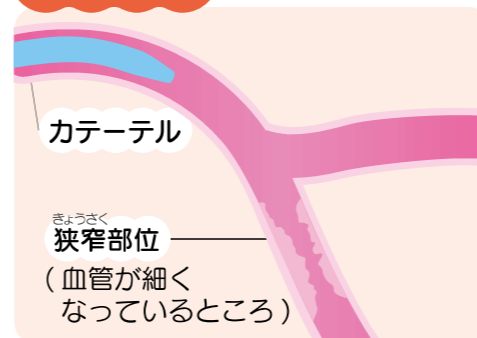 カテーテル
きょうさく
狭窄部位
（血管が細く
なっているところ）